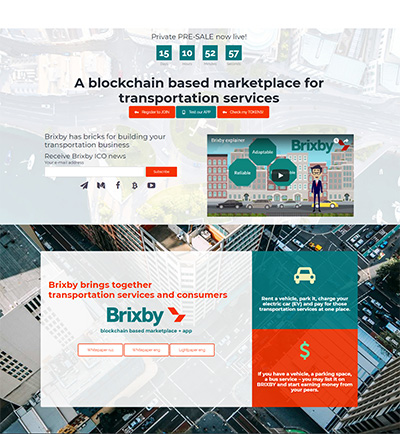 Private PRE-SALE now live!
15 10 52 57
Days Hours Minutes Seconds
A blockchain based marketplace for
transportation services
Register to JOIN Test our APP Check my TOKENS
Brixby has bricks for building your
transportation business
Receive Brixby ICO news
Your e-mail address
Subscribe
Brixby explainer
Brixby
Adoptable
Reliable
Brixby brings together
transportation services and consumers
Brixby
blockchain based marketplace + app
Whitepaper rus Whitepaper eng Lightpaper eng
Rent a vehicle, park it, charge your
electric car (EV) and pay for those
transportation services at one place.
$
If you have a vehicle, a parking space,
a bus service - you may list it on
BRIXBY and start earning money from
your peers.